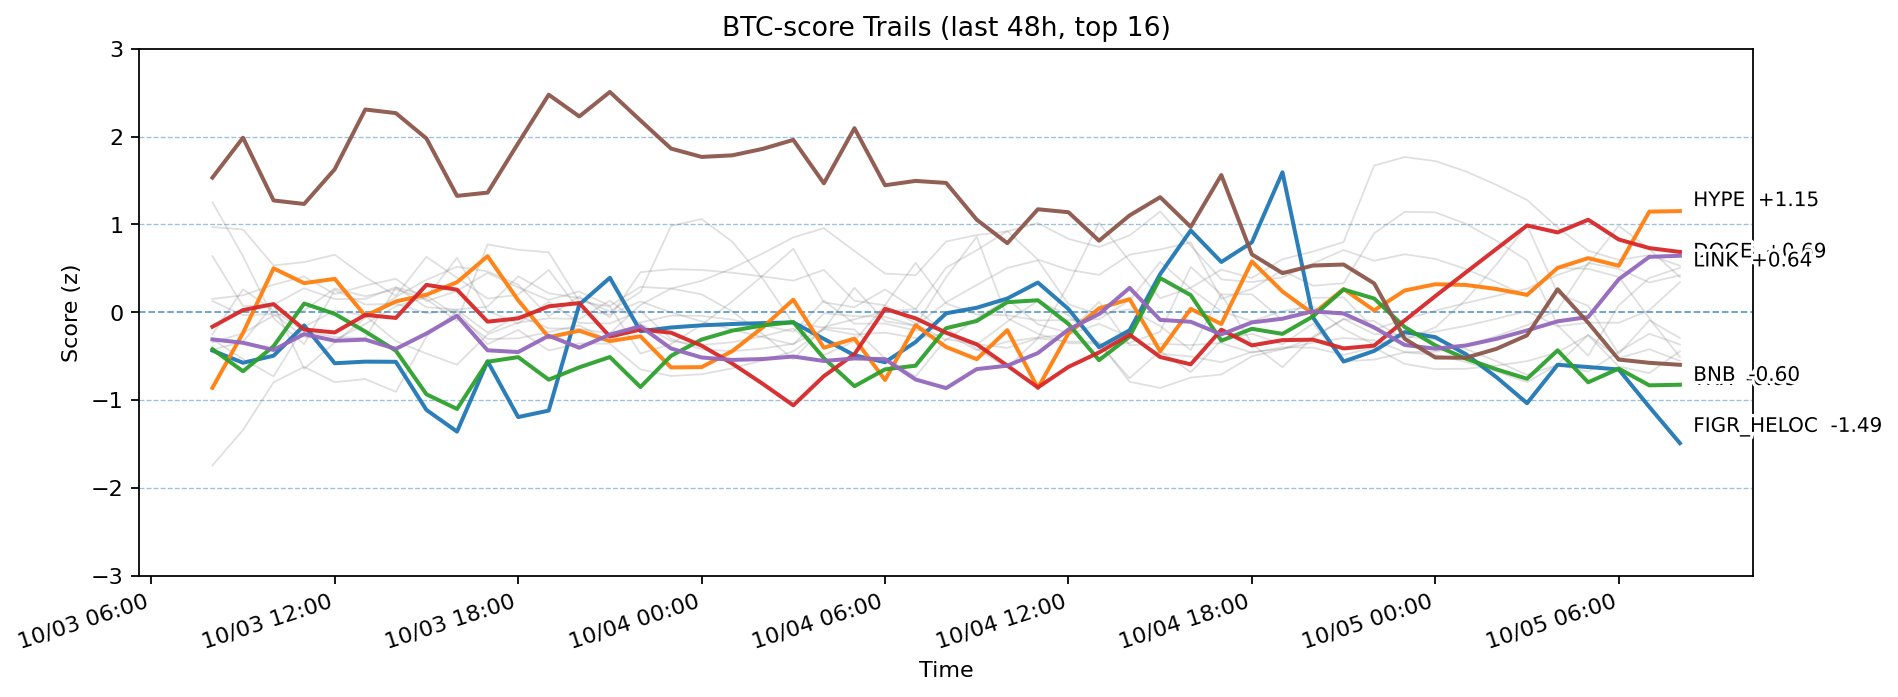 BTC-score Trails (last 48h, top 16)
Score (z)
3
2
1
0
−1
−2
−3
HYPE +1.15
DOGE +0.69
LINK +0.64
BNB -0.60
FIGR_HELOC -1.49
10/03 06:00
10/03 12:00
10/03 18:00
10/04 00:00
10/04 06:00
10/04 12:00
10/04 18:00
10/05 00:00
10/05 06:00
Time